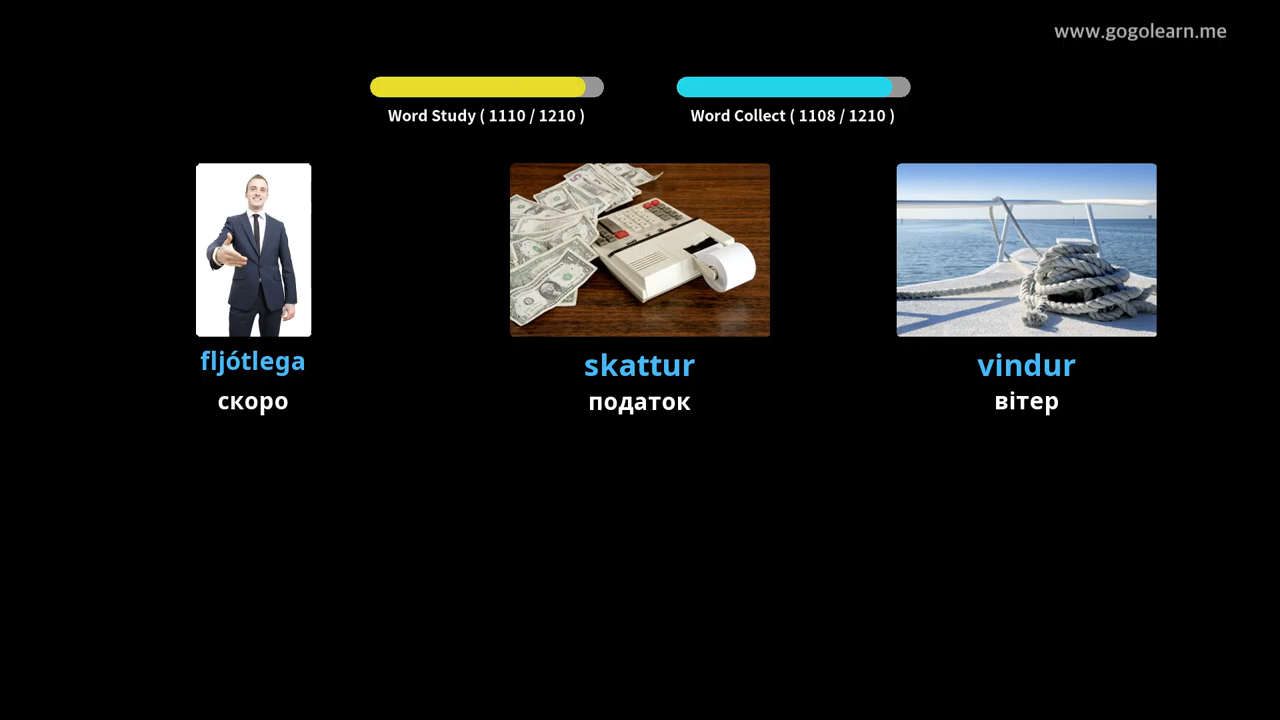 www.gogolearn.me
Word Study ( 1110 / 1210 )
Word Collect ( 1108 / 1210 )
fljótlega
скоро
skattur
податок
vindur
вітер